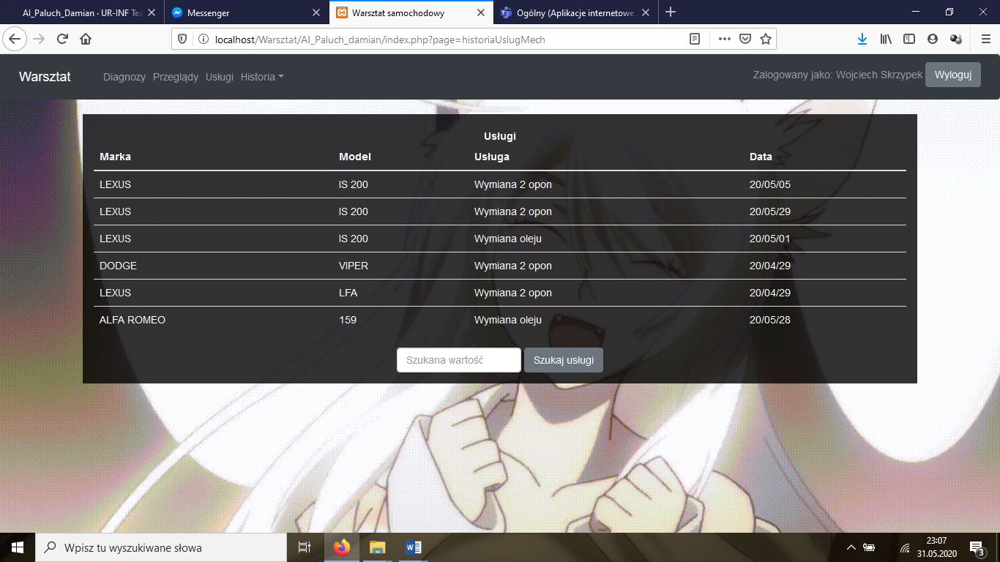 AI_Paluch_Damian · UR-INF Tea
Messenger
Warsztat samochodowy
Ogólny (Aplikacje internetowe
localhost/Warsztat/AI_Paluch_damian/index.php?page=historiaUslugMech
Warsztat Diagnozy Przeglądy Usługi Historia Zalogowany jako: Wojciech Skrzypek Wyloguj
Usługi
Marka Model Usługa Data
LEXUS IS 200 Wymiana 2 opon 20/05/05
LEXUS IS 200 Wymiana 2 opon 20/05/29
LEXUS IS 200 Wymiana oleju 20/05/01
DODGE VIPER Wymiana 2 opon 20/04/29
LEXUS LFA Wymiana 2 opon 20/04/29
ALFA ROMEO 159 Wymiana oleju 20/05/28
Szukana wartość Szukaj usługi
Wpisz tu wyszukiwane słowa
23:07
31.05.2020
3